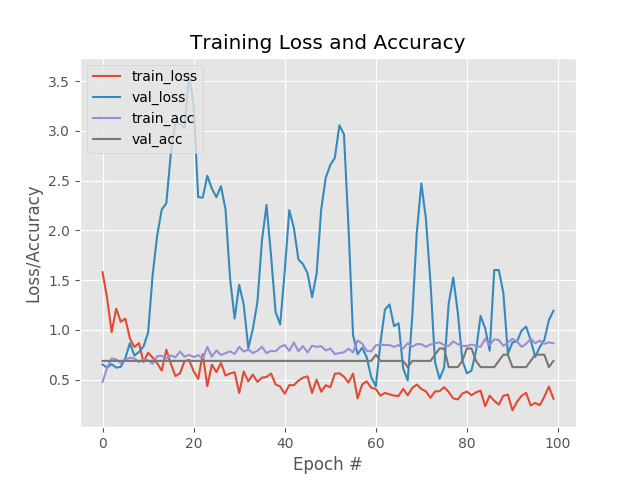 Training Loss and Accuracy
train_loss
val_loss
train_acc
val_acc
3.5
3.0
2.5
2.0
1.5
1.0
0.5
Loss/Accuracy
0 20 40 60 80 100
Epoch #